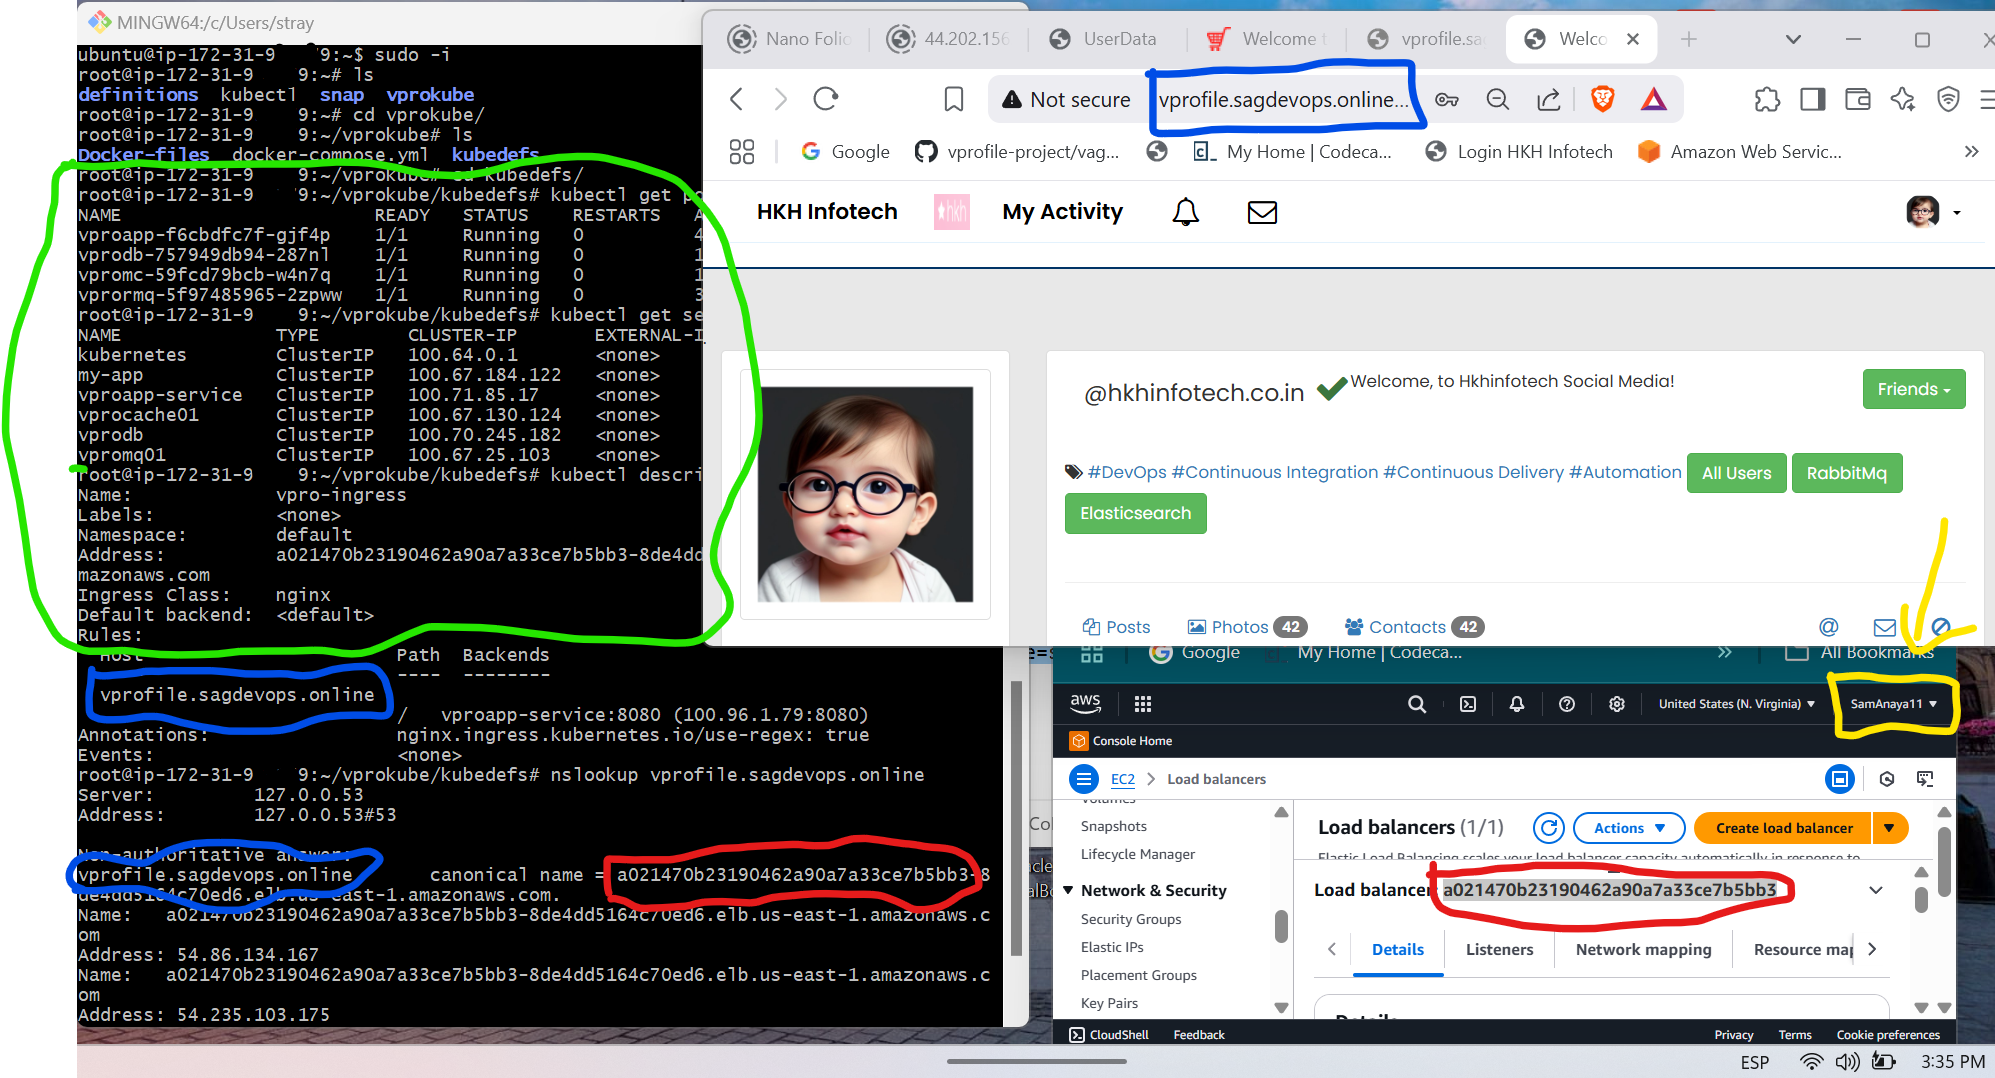 MINGW64:/c/Users/stray
ubuntu@ip-172-31-9 9:~$ sudo -i
root@ip-172-31-9 9:~# ls
definitions kubectl snap vprokube
root@ip-172-31-9 9:~# cd vprokube/
root@ip-172-31-9 9:~/vprokube# ls
Docker-files docker-compose.yml kubedefs
root@ip-172-31-9 9:~/vprokube# cd kubedefs/
root@ip-172-31-9 9:~/vprokube/kubedefs# kubectl get po
NAME READY STATUS RESTARTS A
vproapp-f6cbdfc7f-gjf4p 1/1 Running 0 4
vprodb-757949db94-287nl 1/1 Running 0 1
vpromc-59fcd79bcb-w4n7q 1/1 Running 0 1
vprormq-5f97485965-2zpww 1/1 Running 0 3
root@ip-172-31-9 9:~/vprokube/kubedefs# kubectl get se
NAME TYPE CLUSTER-IP EXTERNAL-I
kubernetes ClusterIP 100.64.0.1 <none>
my-app ClusterIP 100.67.184.122 <none>
vproapp-service ClusterIP 100.71.85.17 <none>
vprocache01 ClusterIP 100.67.130.124 <none>
vprodb ClusterIP 100.70.245.182 <none>
vpromq01 ClusterIP 100.67.25.103 <none>
root@ip-172-31-9 9:~/vprokube/kubedefs# kubectl descri
Name: vpro-ingress
Labels: <none>
Namespace: default
Address: a021470b23190462a90a7a33ce7b5bb3-8de4dd
mazonaws.com
Ingress Class: nginx
Default backend: <default>
Rules:
Host Path Backends
---- --------
vprofile.sagdevops.online
/ vproapp-service:8080 (100.96.1.79:8080)
Annotations: nginx.ingress.kubernetes.io/use-regex: true
Events: <none>
root@ip-172-31-9 9:~/vprokube/kubedefs# nslookup vprofile.sagdevops.online
Server: 127.0.0.53
Address: 127.0.0.53#53
Non-authoritative answer:
vprofile.sagdevops.online canonical name = a021470b23190462a90a7a33ce7b5bb3-8
de4dd5164c70ed6.elb.us-east-1.amazonaws.com.
Name: a021470b23190462a90a7a33ce7b5bb3-8de4dd5164c70ed6.elb.us-east-1.amazonaws.c
om
Address: 54.86.134.167
Name: a021470b23190462a90a7a33ce7b5bb3-8de4dd5164c70ed6.elb.us-east-1.amazonaws.c
om
Address: 54.235.103.175
Nano Folio 44.202.156 UserData Welcome t vprofile.sa Welco
Not secure vprofile.sagdevops.online...
Google vprofile-project/vag... My Home | Codeca... Login HKH Infotech Amazon Web Servic...
HKH Infotech hkh My Activity
@hkhinfotech.co.in Welcome, to Hkhinfotech Social Media! Friends
#DevOps #Continuous Integration #Continuous Delivery #Automation All Users RabbitMq
Elasticsearch
Posts Photos 42 Contacts 42 @
Google My Home | Codeca... All Bookmarks
aws United States (N. Virginia) SamAnaya11
Console Home
EC2 Load balancers
Volumes
Snapshots
Lifecycle Manager
Network & Security
Security Groups
Elastic IPs
Placement Groups
Key Pairs
Load balancers (1/1) Actions Create load balancer
Elastic Load Balancing scales your load balancer capacity automatically in response to
Load balancer a021470b23190462a90a7a33ce7b5bb3
Details Listeners Network mapping Resource map
Details
CloudShell Feedback Privacy Terms Cookie preferences
ESP 3:35 PM